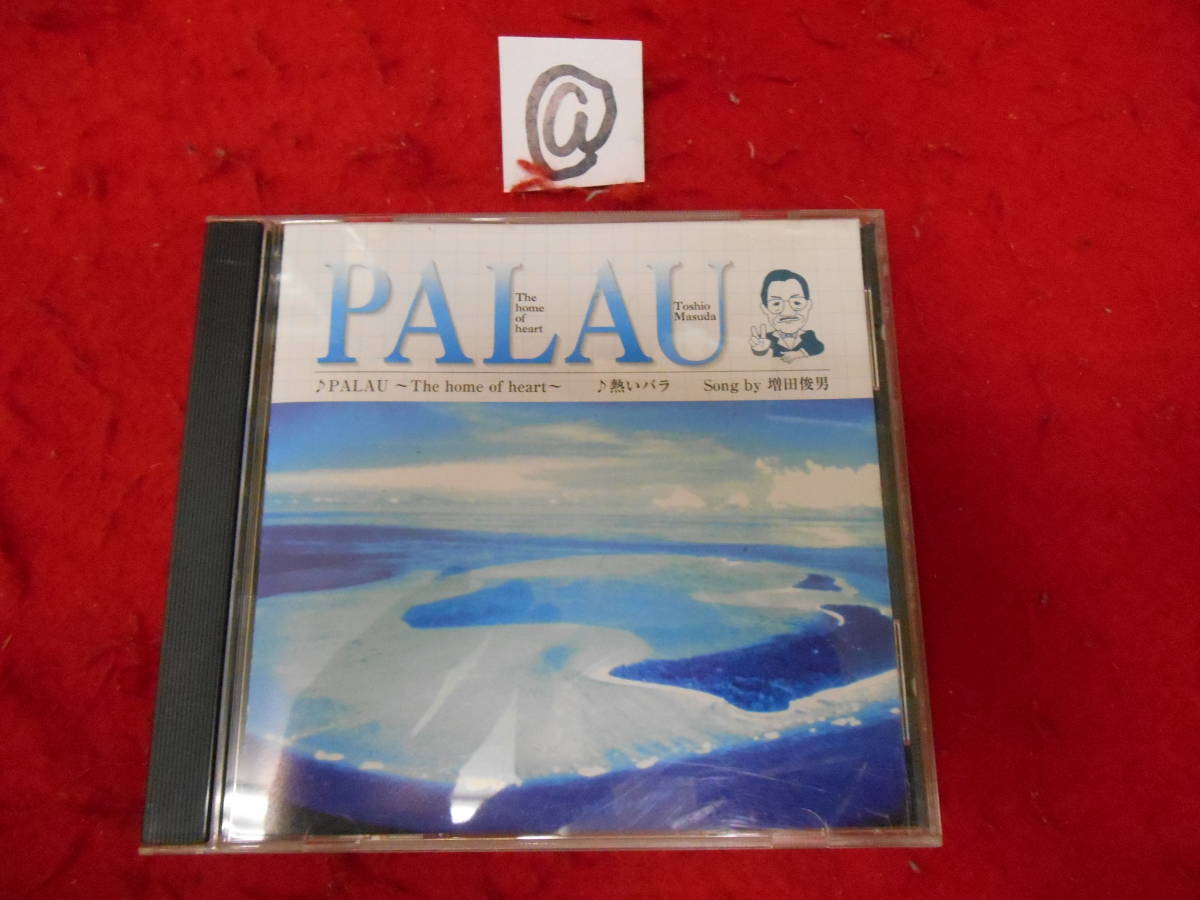 @
PALAU
The
home
of
heart
Toshio
Masuda
♪PALAU ～The home of heart～ ♪熱いバラ Song by 増田俊男